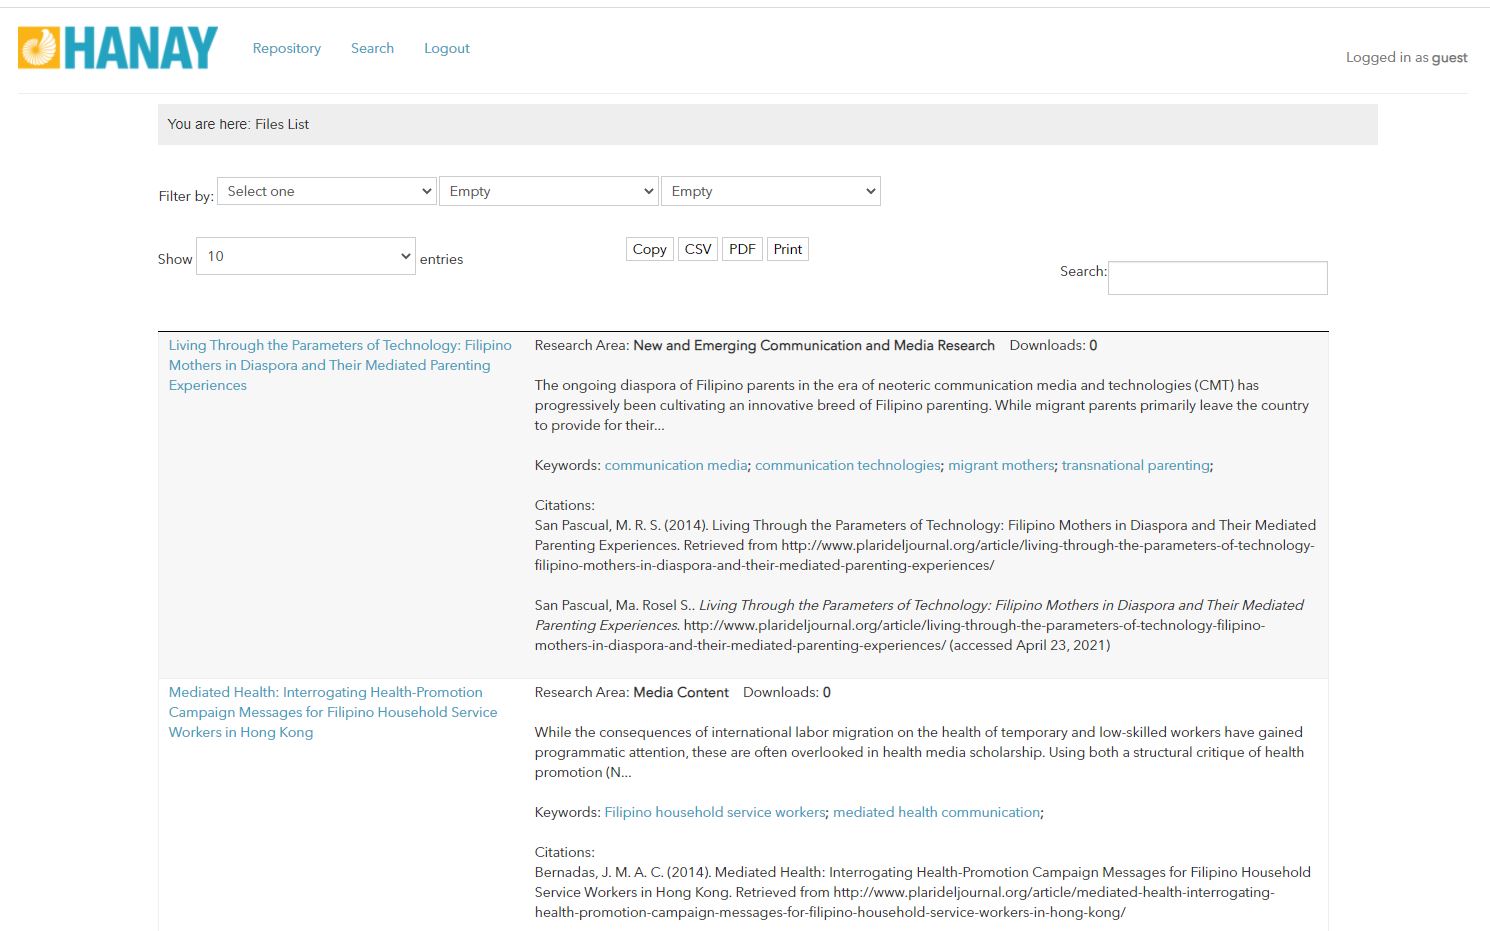 HANAY
Repository Search Logout
Logged in as guest
You are here: Files List
Filter by: Select one Empty Empty
Show 10 entries
Copy CSV PDF Print
Search:
Living Through the Parameters of Technology: Filipino
Mothers in Diaspora and Their Mediated Parenting
Experiences
Research Area: New and Emerging Communication and Media Research Downloads: 0
The ongoing diaspora of Filipino parents in the era of neoteric communication media and technologies (CMT) has
progressively been cultivating an innovative breed of Filipino parenting. While migrant parents primarily leave the country
to provide for their...
Keywords: communication media; communication technologies; migrant mothers; transnational parenting;
Citations:
San Pascual, M. R. S. (2014). Living Through the Parameters of Technology: Filipino Mothers in Diaspora and Their Mediated
Parenting Experiences. Retrieved from http://www.plarideljournal.org/article/living-through-the-parameters-of-technology-
filipino-mothers-in-diaspora-and-their-mediated-parenting-experiences/
San Pascual, Ma. Rosel S.. Living Through the Parameters of Technology: Filipino Mothers in Diaspora and Their Mediated
Parenting Experiences. http://www.plarideljournal.org/article/living-through-the-parameters-of-technology-filipino-
mothers-in-diaspora-and-their-mediated-parenting-experiences/ (accessed April 23, 2021)
Mediated Health: Interrogating Health-Promotion
Campaign Messages for Filipino Household Service
Workers in Hong Kong
Research Area: Media Content Downloads: 0
While the consequences of international labor migration on the health of temporary and low-skilled workers have gained
programmatic attention, these are often overlooked in health media scholarship. Using both a structural critique of health
promotion (N...
Keywords: Filipino household service workers; mediated health communication;
Citations:
Bernadas, J. M. A. C. (2014). Mediated Health: Interrogating Health-Promotion Campaign Messages for Filipino Household
Service Workers in Hong Kong. Retrieved from http://www.plarideljournal.org/article/mediated-health-interrogating-
health-promotion-campaign-messages-for-filipino-household-service-workers-in-hong-kong/